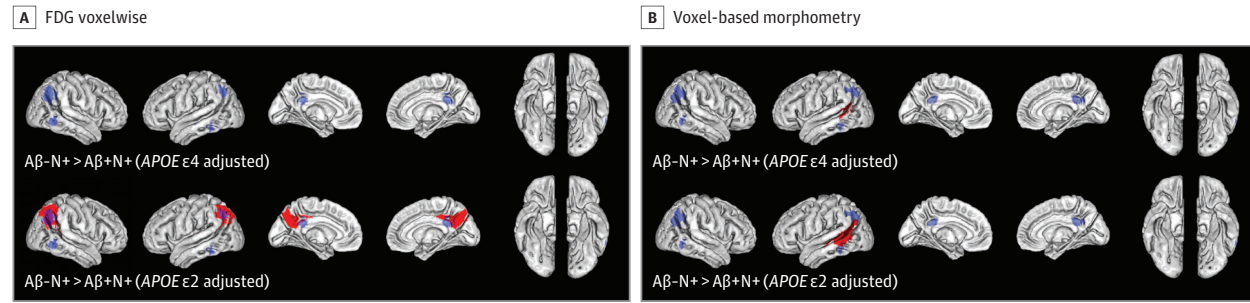 A FDG voxelwise
Aβ−N+ > Aβ+N+ (APOE ε4 adjusted)
Aβ−N+ > Aβ+N+ (APOE ε2 adjusted)
B Voxel-based morphometry
Aβ−N+ > Aβ+N+ (APOE ε4 adjusted)
Aβ−N+ > Aβ+N+ (APOE ε2 adjusted)